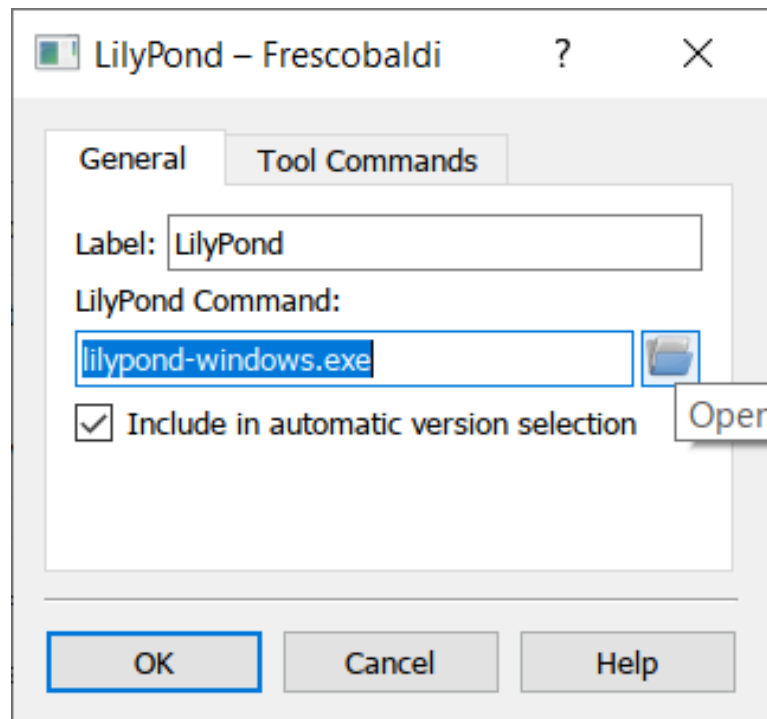 LilyPond – Frescobaldi ?
General Tool Commands
Label: LilyPond
LilyPond Command:
lilypond-windows.exe
Include in automatic version selection
OK Cancel Help